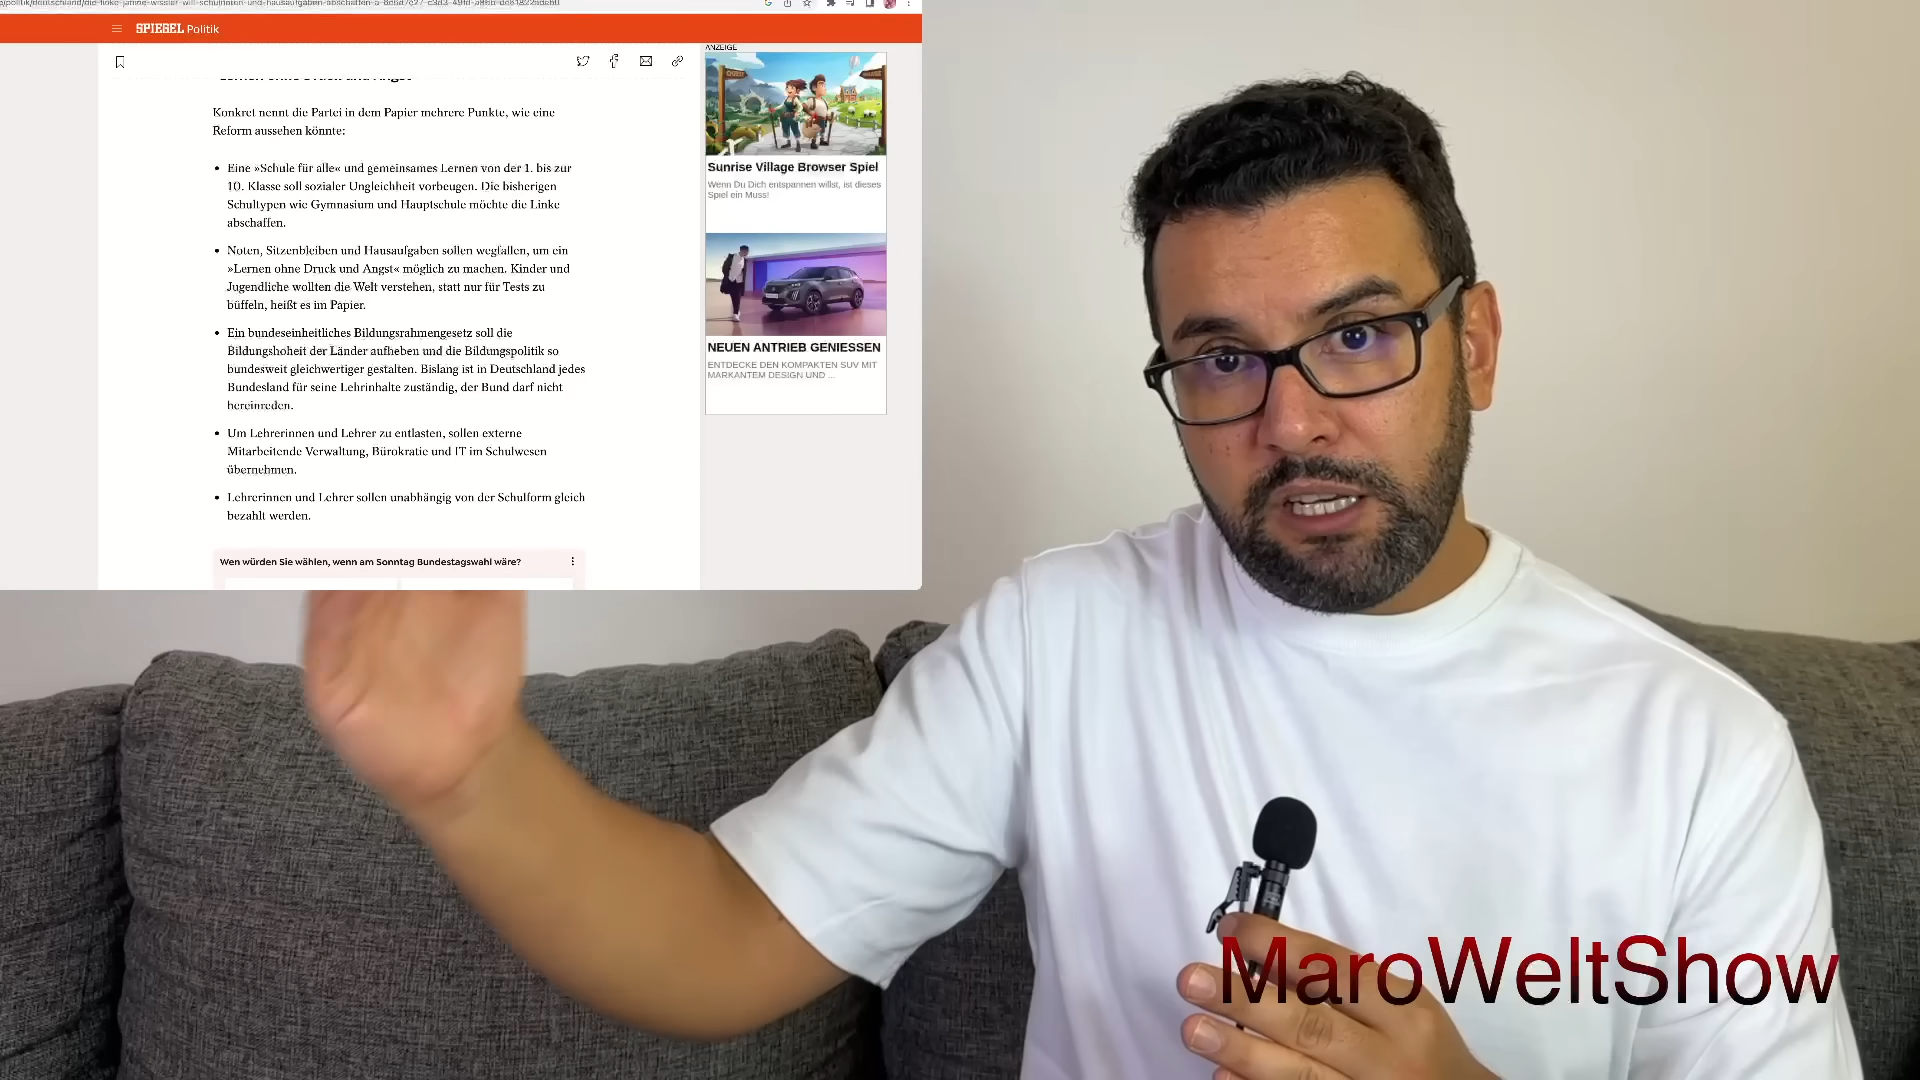 SPIEGEL Politik
ANZEIGE
Konkret nennt die Partei in dem Papier mehrere Punkte, wie eine
Reform aussehen könnte:
Eine »Schule für alle« und gemeinsames Lernen von der 1. bis zur
10. Klasse soll sozialer Ungleichheit vorbeugen. Die bisherigen
Schultypen wie Gymnasium und Hauptschule möchte die Linke
abschaffen.
Noten, Sitzenbleiben und Hausaufgaben sollen wegfallen, um ein
»Lernen ohne Druck und Angst« möglich zu machen. Kinder und
Jugendliche wollten die Welt verstehen, statt nur für Tests zu
büffeln, heißt es im Papier.
Ein bundeseinheitliches Bildungsrahmengesetz soll die
Bildungshoheit der Länder aufheben und die Bildungspolitik so
bundesweit gleichwertiger gestalten. Bislang ist in Deutschland jedes
Bundesland für seine Lehrinhalte zuständig, der Bund darf nicht
hereinreden.
Um Lehrerinnen und Lehrer zu entlasten, sollen externe
Mitarbeitende Verwaltung, Bürokratie und IT im Schulwesen
übernehmen.
Lehrerinnen und Lehrer sollen unabhängig von der Schulform gleich
bezahlt werden.
Wen würden Sie wählen, wenn am Sonntag Bundestagswahl wäre?
Sunrise Village Browser Spiel
Wenn Du Dich entspannen willst, ist dieses
Spiel ein Muss!
NEUEN ANTRIEB GENIESSEN
ENTDECKE DEN KOMPAKTEN SUV MIT
MARKANTEM DESIGN UND ...
MaroWeltShow